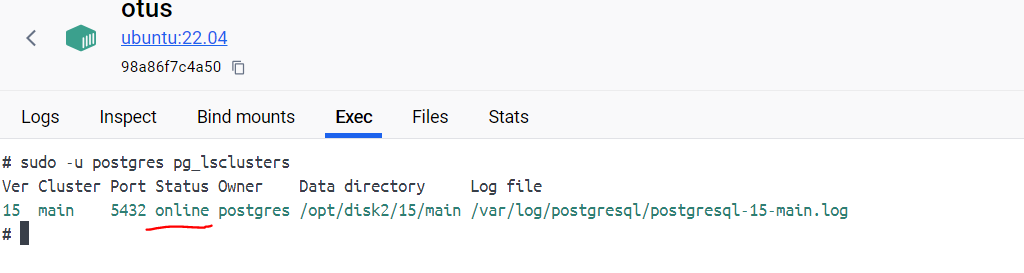 otus
ubuntu:22.04
98a86f7c4a50
Logs Inspect Bind mounts Exec Files Stats
# sudo -u postgres pg_lsclusters
Ver Cluster Port Status Owner    Data directory     Log file
15  main    5432 online postgres /opt/disk2/15/main /var/log/postgresql/postgresql-15-main.log
#